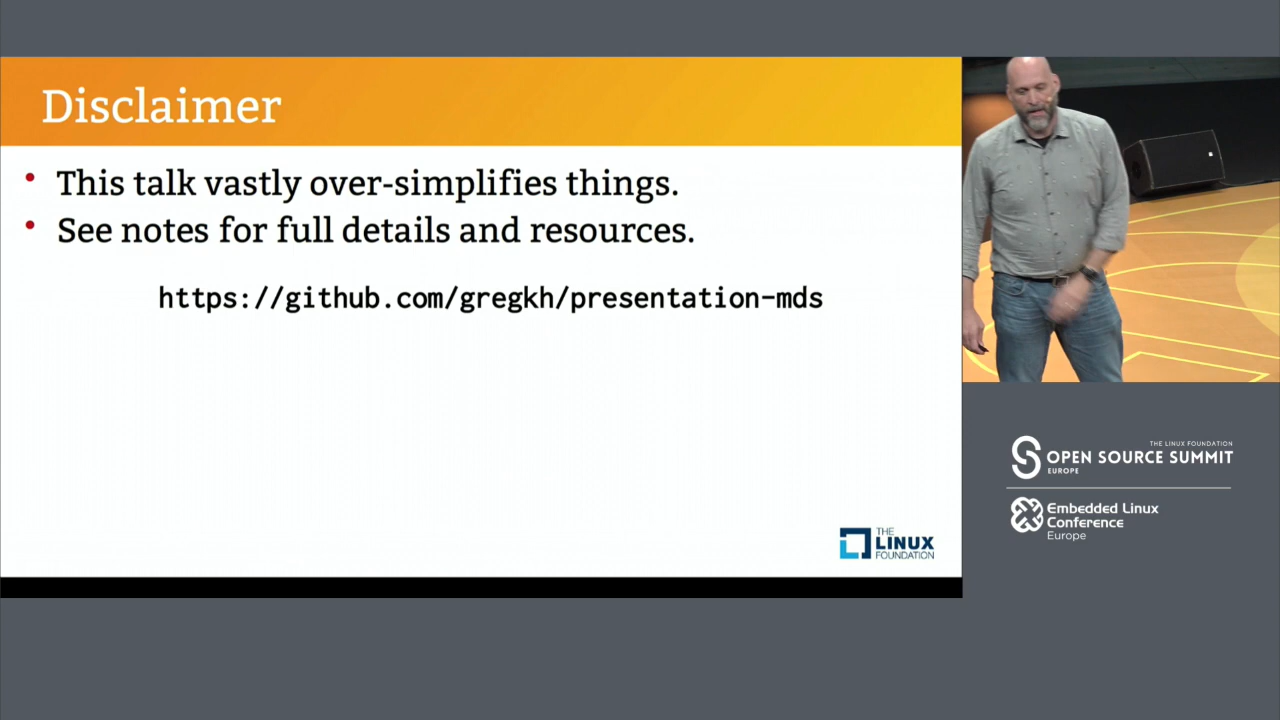 Disclaimer
• This talk vastly over-simplifies things.
• See notes for full details and resources.
https://github.com/gregkh/presentation-mds
THE
LINUX
FOUNDATION
THE LINUX FOUNDATION
OPEN SOURCE SUMMIT
EUROPE
Embedded Linux
Conference
Europe